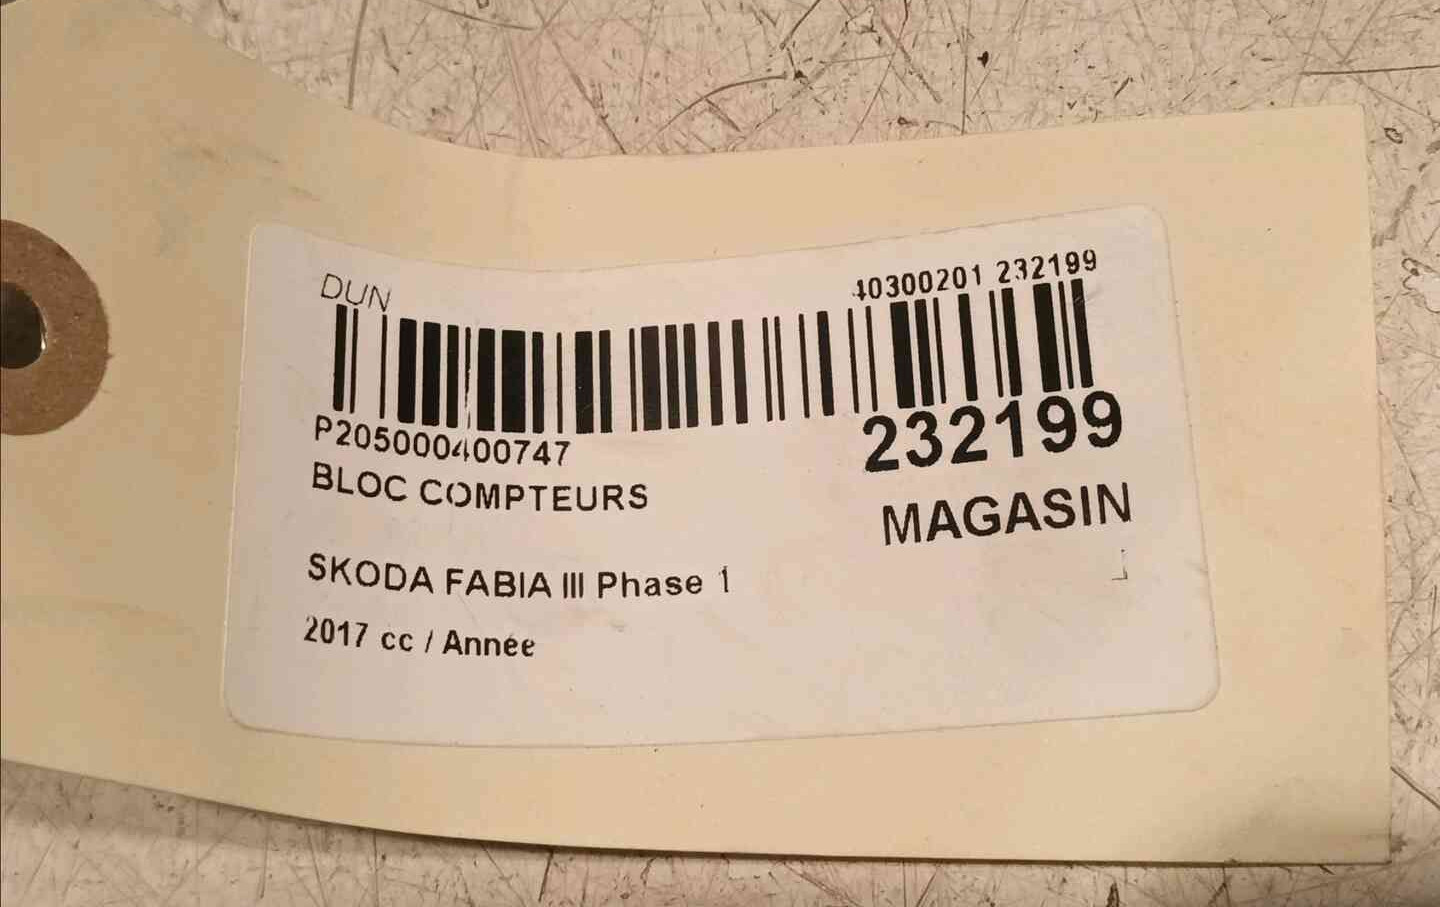 DUN
40300201 232199
P205000400747
232199
BLOC COMPTEURS
MAGASIN
SKODA FABIA III Phase 1
2017 cc / Année